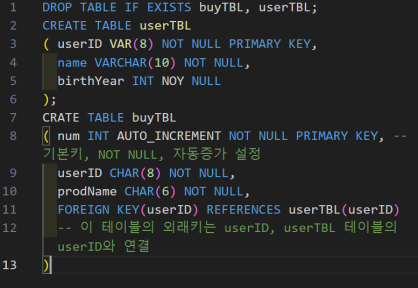 1 DROP TABLE IF EXISTS buyTBL, userTBL;
2 CREATE TABLE userTBL
3 ( userID VAR(8) NOT NULL PRIMARY KEY,
4 name VARCHAR(10) NOT NULL,
5 birthYear INT NOY NULL
6 );
7 CRATE TABLE buyTBL
8 ( num INT AUTO_INCREMENT NOT NULL PRIMARY KEY, --
기본키, NOT NULL, 자동증가 설정
9 userID CHAR(8) NOT NULL,
10 prodName CHAR(6) NOT NULL,
11 FOREIGN KEY(userID) REFERENCES userTBL(userID)
12 -- 이 테이블의 외래키는 userID, userTBL 테이블의
userID와 연결
13 )